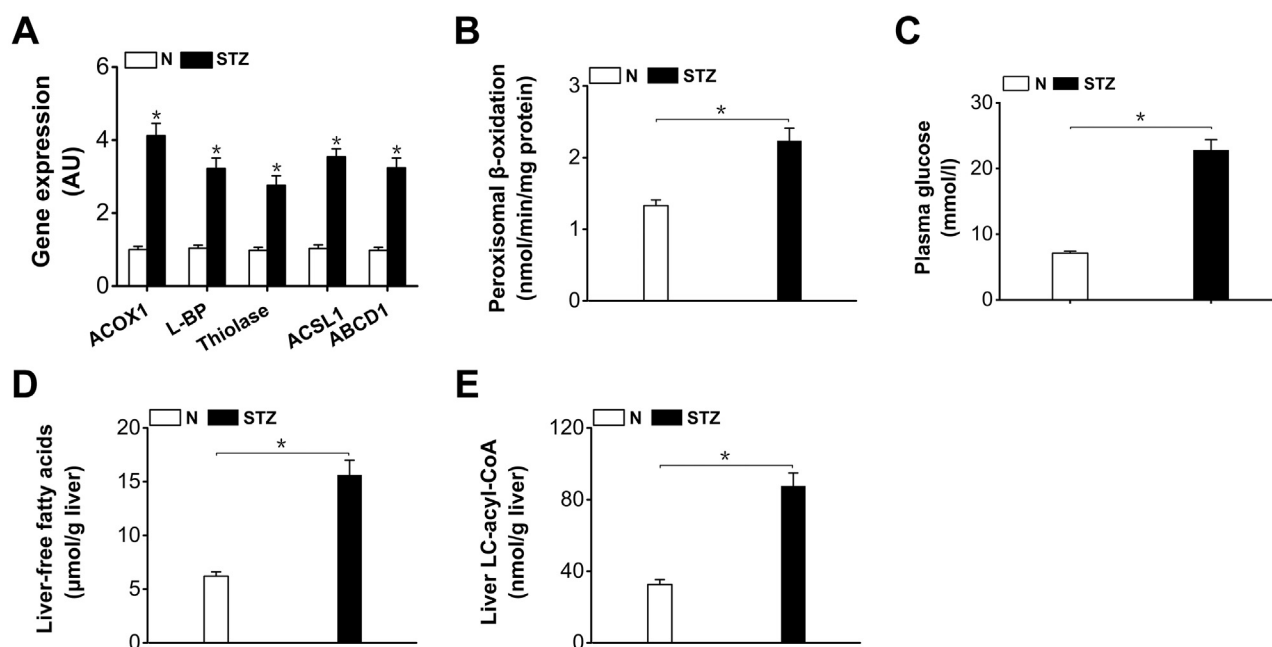 A
N STZ
Gene expression
(AU)
6
4
2
0
* * * * *
ACOX1 L-BP Thiolase ACSL1 ABCD1
B
N STZ
Peroxisomal β-oxidation
(nmol/min/mg protein)
3
2
1
0
*
C
N STZ
Plasma glucose
(mmol/l)
30
20
10
0
*
D
N STZ
Liver-free fatty acids
(μmol/g liver)
20
15
10
5
0
*
E
N STZ
Liver LC-acyl-CoA
(nmol/g liver)
120
80
40
0
*